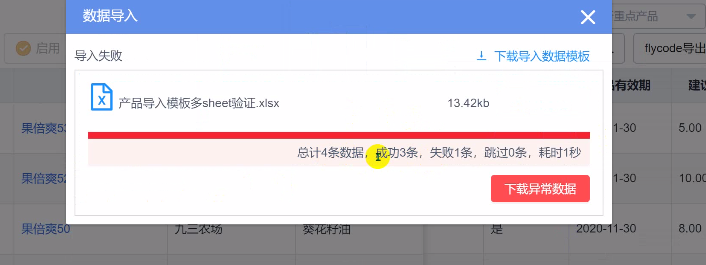 数据导入
重点产品
启用
导入失败
下载导入数据模板
flycode导出
产品导入模板多sheet验证.xlsx
13.42kb
品有效期
建议
总计4条数据，成功3条，失败1条，跳过0条，耗时1秒
下载异常数据
果倍爽53
1-30
5.00
果倍爽52
1-30
10.00
果倍爽50
九三农场
葵花籽油
是
2020-11-30
8.00